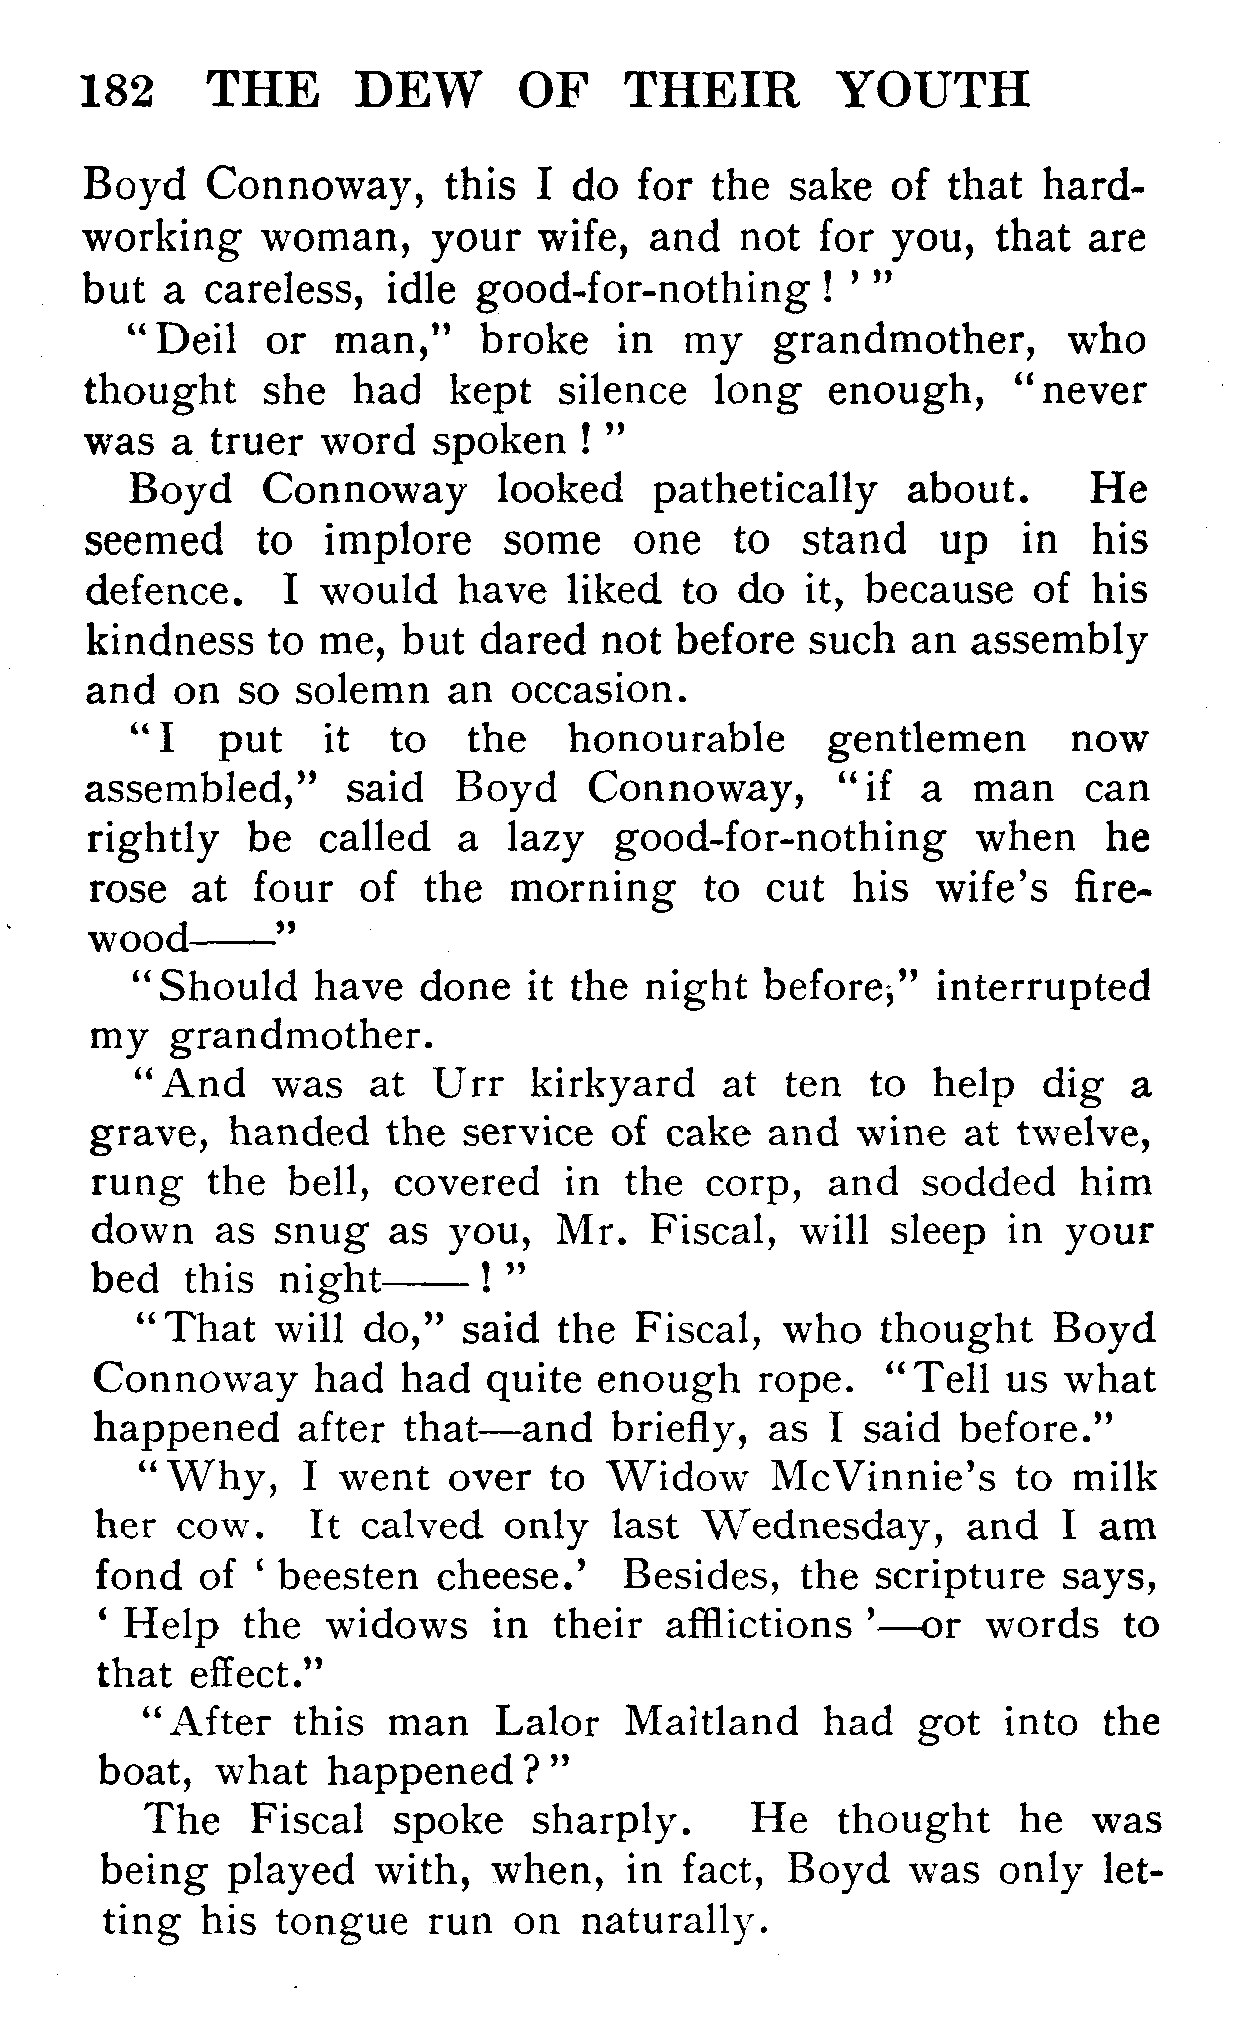 182 THE DEW OF THEIR YOUTH
Boyd Connoway, this I do for the sake of that hard-
working woman, your wife, and not for you, that are
but a careless, idle good-for-nothing ! ’ ”
“ Deil or man,” broke in my grandmother, who
thought she had kept silence long enough, “ never
was a truer word spoken ! ”
Boyd Connoway looked pathetically about. He
seemed to implore some one to stand up in his
defence. I would have liked to do it, because of his
kindness to me, but dared not before such an assembly
and on so solemn an occasion.
“ I put it to the honourable gentlemen now
assembled,” said Boyd Connoway, “ if a man can
rightly be called a lazy good-for-nothing when he
rose at four of the morning to cut his wife’s fire-
wood——”
“ Should have done it the night before,” interrupted
my grandmother.
“ And was at Urr kirkyard at ten to help dig a
grave, handed the service of cake and wine at twelve,
rung the bell, covered in the corp, and sodded him
down as snug as you, Mr. Fiscal, will sleep in your
bed this night—— ! ”
“ That will do,” said the Fiscal, who thought Boyd
Connoway had had quite enough rope. “ Tell us what
happened after that—and briefly, as I said before.”
“ Why, I went over to Widow McVinnie’s to milk
her cow. It calved only last Wednesday, and I am
fond of ‘ beesten cheese.’ Besides, the scripture says,
‘ Help the widows in their afflictions ’—or words to
that effect.”
“ After this man Lalor Maitland had got into the
boat, what happened ? ”
The Fiscal spoke sharply. He thought he was
being played with, when, in fact, Boyd was only let-
ting his tongue run on naturally.